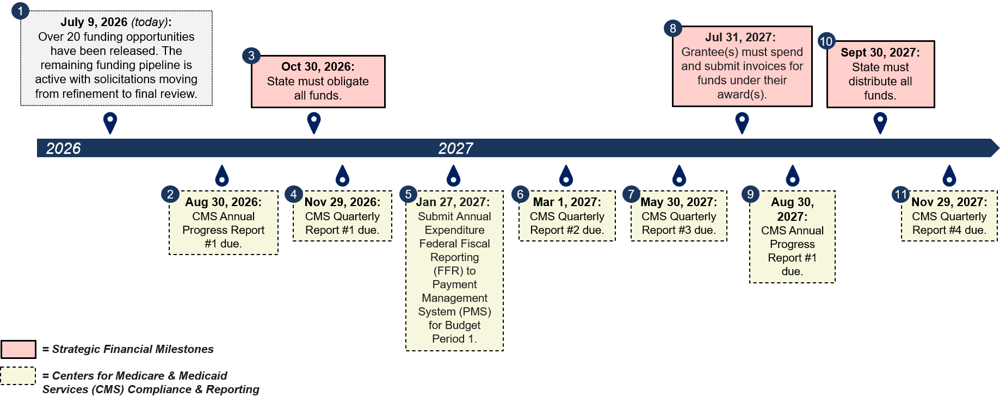 1
July 9, 2026 (today):
Over 20 funding opportunities
have been released. The
remaining funding pipeline is
active with solicitations moving
from refinement to final review.
3
Oct 30, 2026:
State must obligate
all funds.
8
Jul 31, 2027:
Grantee(s) must spend
and submit invoices for
funds under their
award(s).
10
Sept 30, 2027:
State must
distribute all
funds.
2026
2027
2
Aug 30, 2026:
CMS Annual
Progress Report
#1 due.
4
Nov 29, 2026:
CMS Quarterly
Report #1 due.
5
Jan 27, 2027:
Submit Annual
Expenditure
Federal Fiscal
Reporting
(FFR) to
Payment
Management
System (PMS)
for Budget
Period 1.
6
Mar 1, 2027:
CMS Quarterly
Report #2 due.
7
May 30, 2027:
CMS Quarterly
Report #3 due.
9
Aug 30,
2027:
CMS Annual
Progress
Report #1
due.
11
Nov 29, 2027:
CMS Quarterly
Report #4 due.
= Strategic Financial Milestones
= Centers for Medicare & Medicaid
Services (CMS) Compliance & Reporting